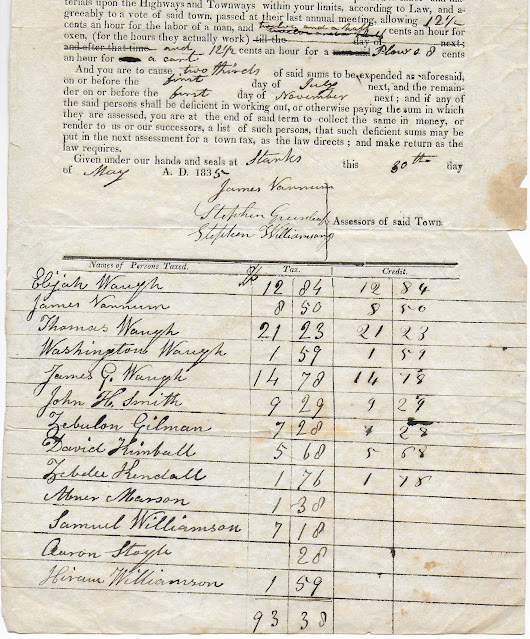 terials upon the Highways and Townways within your limits, according to Law, and a-
greeably to a vote of said town, passed at their last annual meeting, allowing 12½
cents an hour for the labor of a man, and twelve and a half cents an hour for
oxen, (for the hours they actually work) till the day of next;
and after that time and 12½ cents an hour for a Plow & 8 cents
an hour for a cart
And you are to cause two thirds of said sums to be expended as aforesaid,
on or before the first day of July next, and the remain-
der on or before the first day of November next; and if any of
the said persons shall be deficient in working out, or otherwise paying the sum in which
they are assessed, you are at the end of said term to collect the same in money, or
render to us or our successors, a list of such persons, that such deficient sums may be
put in the next assessment for a town tax, as the law directs; and make return as the
law requires.
Given under our hands and seals at Starks this 30th day
of May A. D. 1835
James Vannum
Stephen Greenleaf
Stephen Williamson
Assessors of said Town
Names of Persons Taxed. Tax. Credit.
Elijah Waugh 12 84 12 84
James Vannum 8 50 8 50
Thomas Waugh 21 23 21 23
Washington Waugh 1 59 1 59
James G. Waugh 14 78 14 78
John H. Smith 9 29 9 29
Zebulon Gilman 7 28 28
David Kimball 5 68 5 68
Zebedee Kendall 1 76 1 78
Abner Marson 1 38
Samuel Williamson 7 18
Aaron 28
Hiram Williamson 1 59
93 38